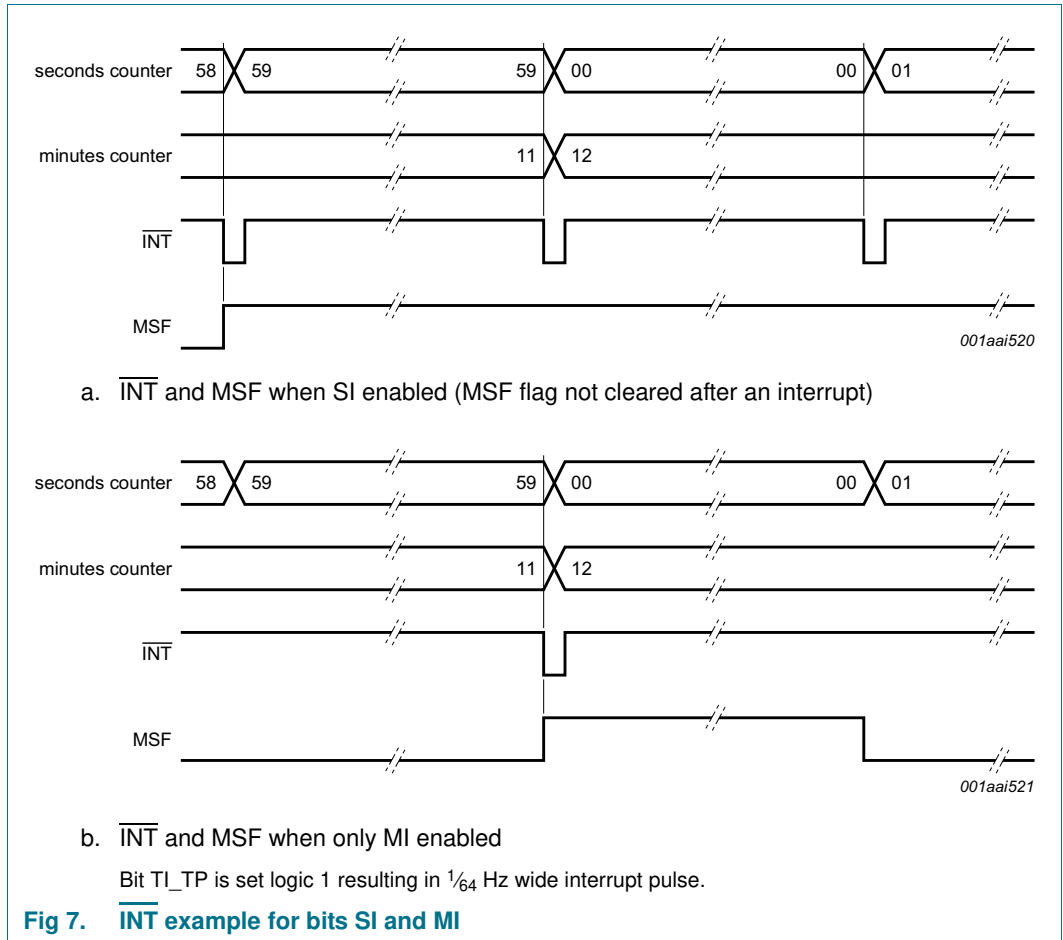 seconds counter 58 59 59 00 00 01
minutes counter 11 12
INT
MSF
001aai520
a. INT and MSF when SI enabled (MSF flag not cleared after an interrupt)
seconds counter 58 59 59 00 00 01
minutes counter 11 12
INT
MSF
001aai521
b. INT and MSF when only MI enabled
Bit TI_TP is set logic 1 resulting in 1⁄64 Hz wide interrupt pulse.
Fig 7. INT example for bits SI and MI